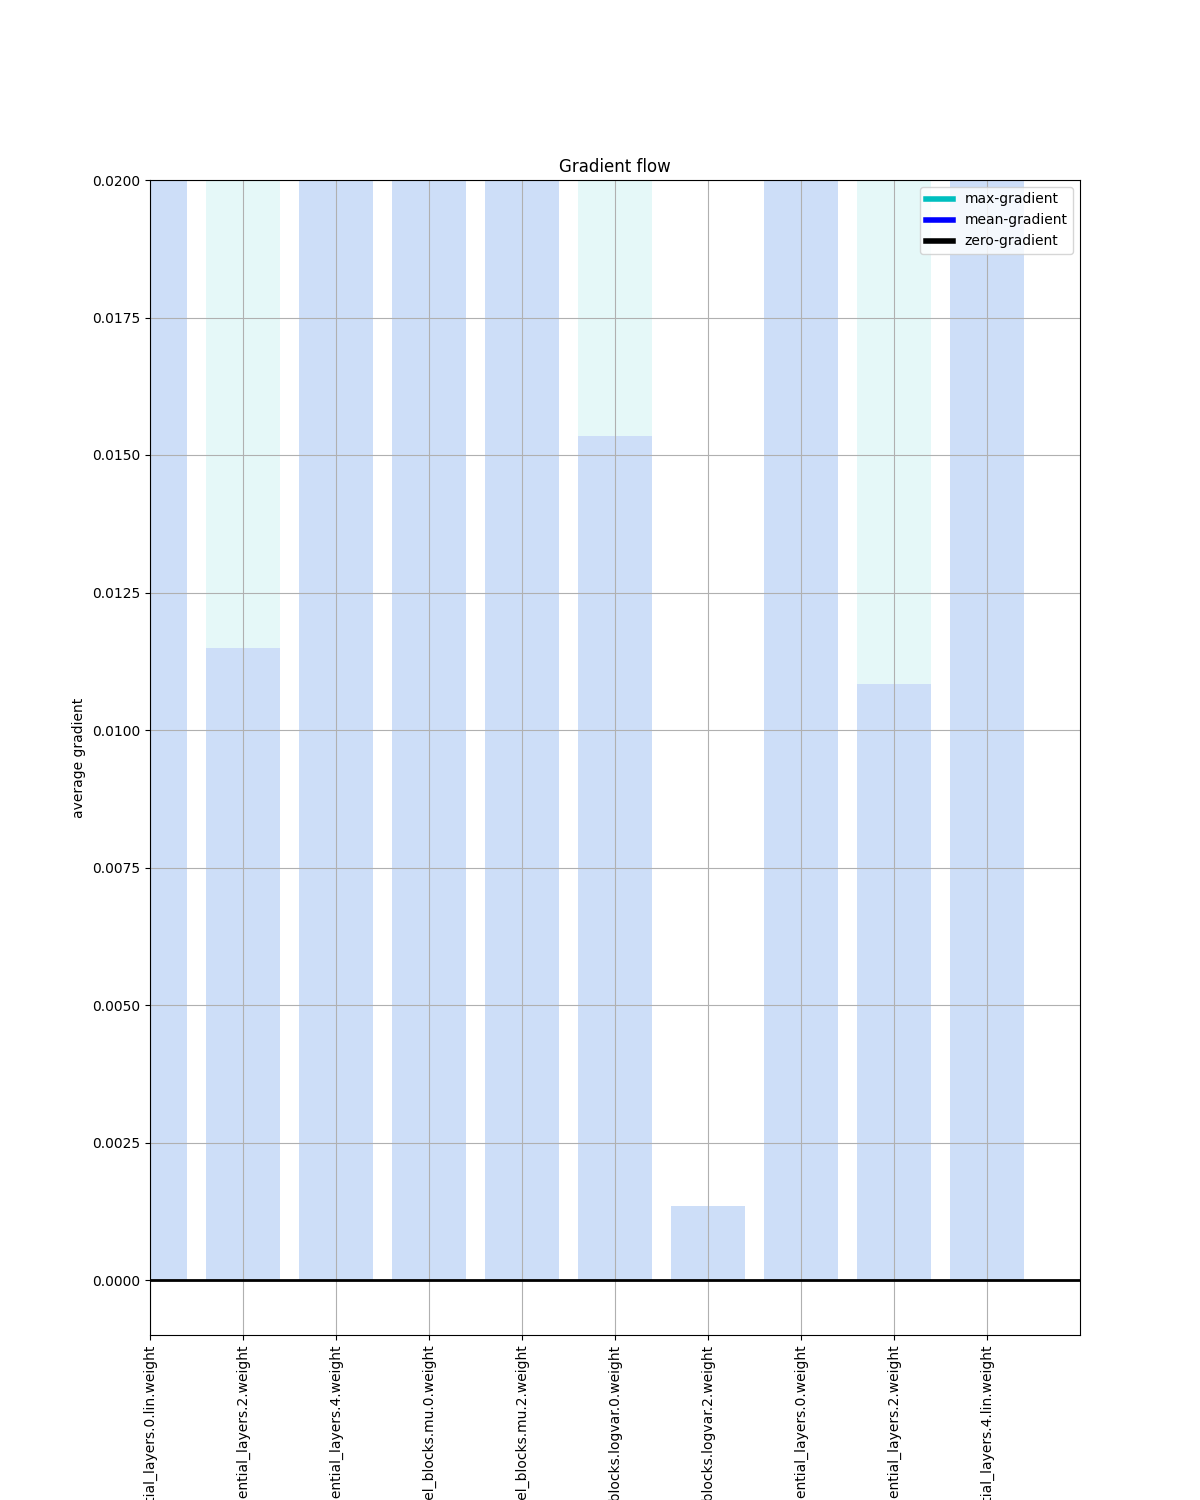 Gradient flow
max-gradient
mean-gradient
zero-gradient
0.0200
0.0175
0.0150
0.0125
0.0100
0.0075
0.0050
0.0025
0.0000
average gradient
tial_layers.0.lin.weight
ential_layers.2.weight
ential_layers.4.weight
el_blocks.mu.0.weight
el_blocks.mu.2.weight
blocks.logvar.0.weight
blocks.logvar.2.weight
ential_layers.0.weight
ential_layers.2.weight
tial_layers.4.lin.weight